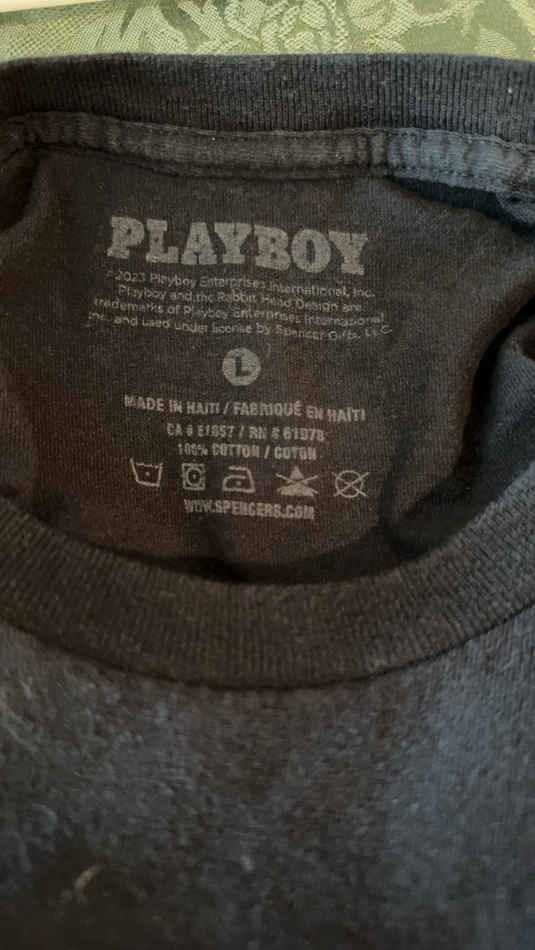 PLAYBOY
©2023 Playboy Enterprises International, Inc.
Playboy and the Rabbit Head Design are
trademarks of Playboy Enterprises International
Inc. and used under license by Spencer Gifts, LLC.
L
MADE IN HAITI / FABRIQUÉ EN HAÏTI
CA # E1857 / RN # 61978
100% COTTON / COTON
WWW.SPENCERS.COM